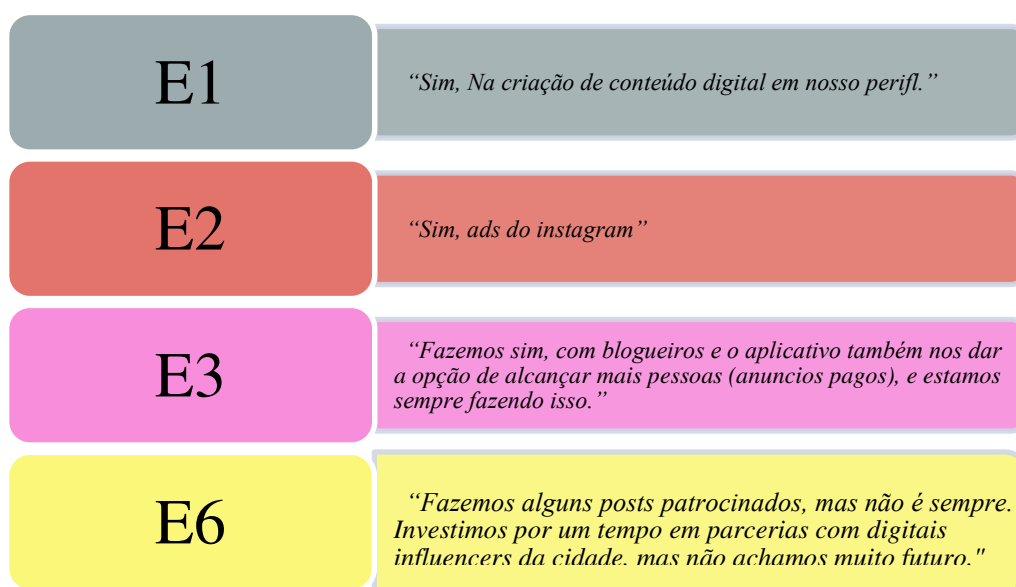 E1
“Sim, Na criação de conteúdo digital em nosso perifl.”
E2
“Sim, ads do instagram”
E3
“Fazemos sim, com blogueiros e o aplicativo também nos dar
a opção de alcançar mais pessoas (anuncios pagos), e estamos
sempre fazendo isso.”
E6
“Fazemos alguns posts patrocinados, mas não é sempre.
Investimos por um tempo em parcerias com digitais
influencers da cidade, mas não achamos muito futuro."